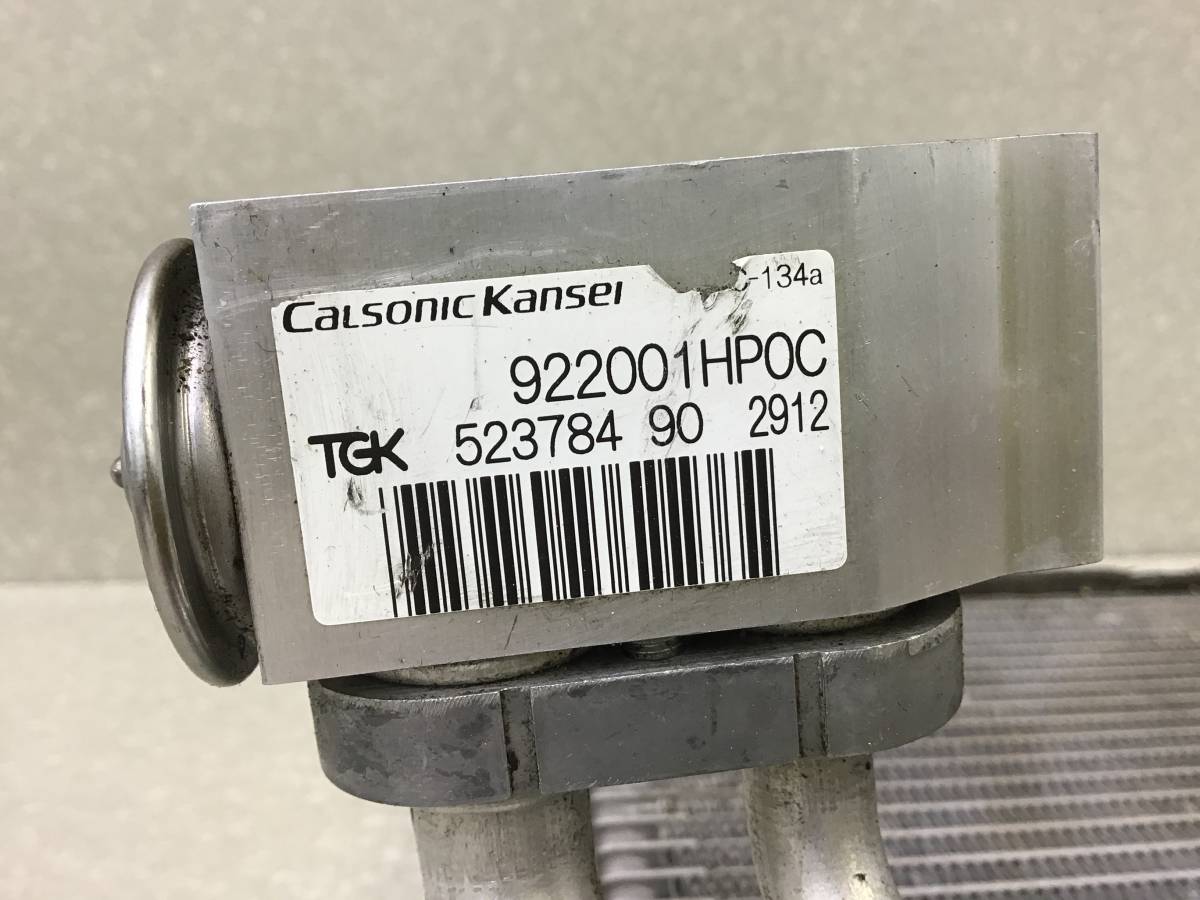 Calsonic Kansei C-134a
922001HP0C
TGK 523784 90 2912